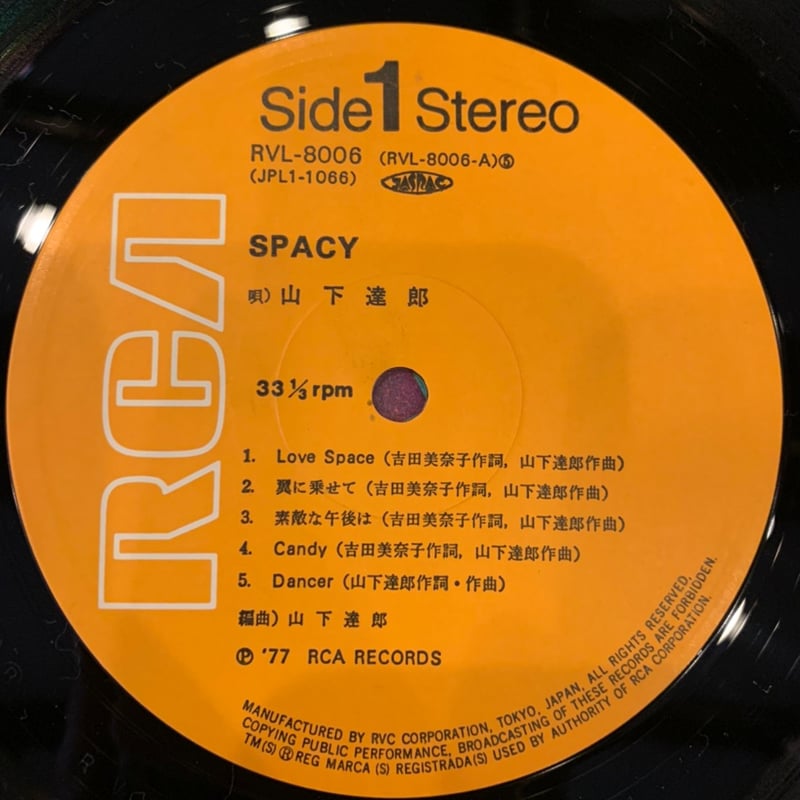 Side 1 Stereo
RVL-8006 (RVL-8006-A)⑤
(JPL1-1066) JASRAC
RCA
SPACY
唄) 山下達郎
33 1/3 rpm
1. Love Space (吉田美奈子作詞, 山下達郎作曲)
2. 翼に乗せて (吉田美奈子作詞, 山下達郎作曲)
3. 素敵な午後は (吉田美奈子作詞, 山下達郎作曲)
4. Candy (吉田美奈子作詞, 山下達郎作曲)
5. Dancer (山下達郎作詞・作曲)
編曲) 山下達郎
Ⓟ '77 RCA RECORDS
MANUFACTURED BY RVC CORPORATION, TOKYO, JAPAN, ALL RIGHTS RESERVED.
COPYING PUBLIC PERFORMANCE, BROADCASTING OF THESE RECORDS ARE FORBIDDEN.
TM(S) ® REG MARCA (S) REGISTRADA(S) USED BY AUTHORITY OF RCA CORPORATION.